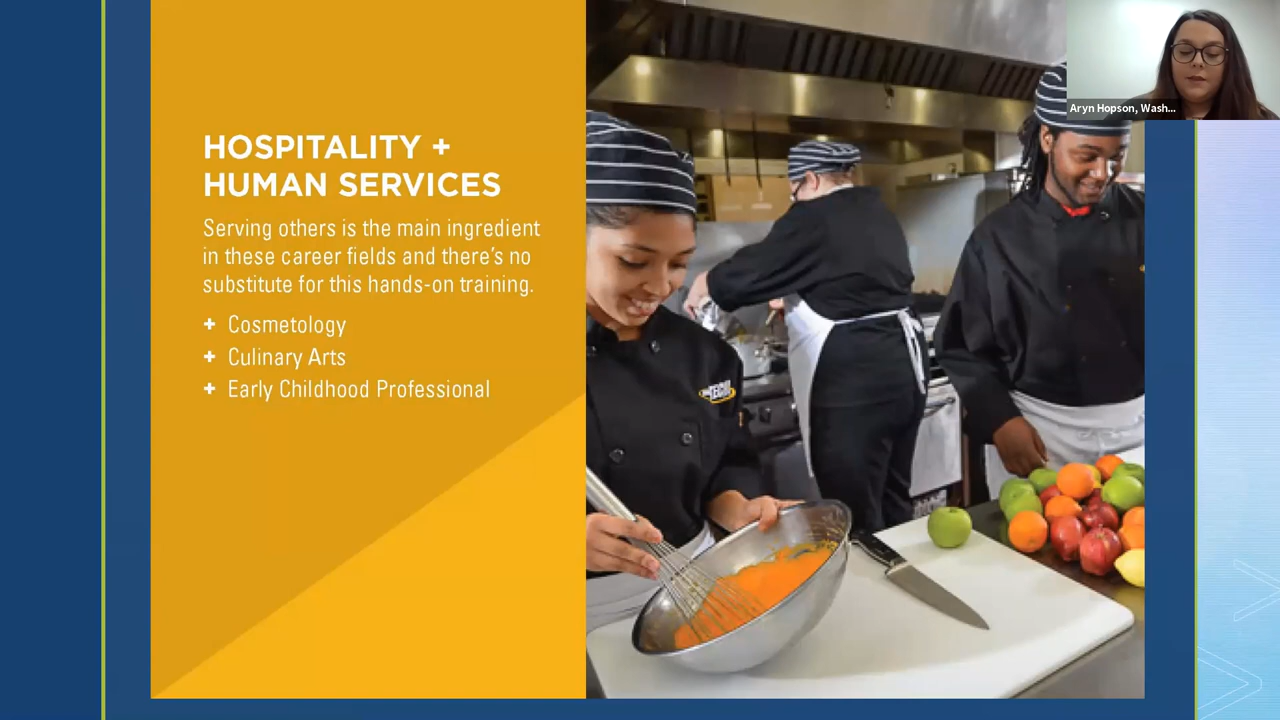 HOSPITALITY +
HUMAN SERVICES
Serving others is the main ingredient
in these career fields and there's no
substitute for this hands-on training.
+ Cosmetology
+ Culinary Arts
+ Early Childhood Professional
Aryn Hopson, Wash...
TECH